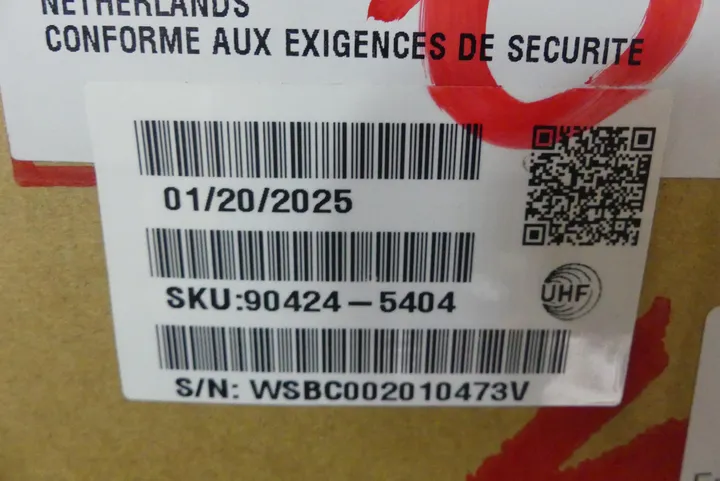 NETHERLANDS
CONFORME AUX EXIGENCES DE SECURITE
01/20/2025
SKU:90424-5404
UHF
S/N: WSBC002010473V